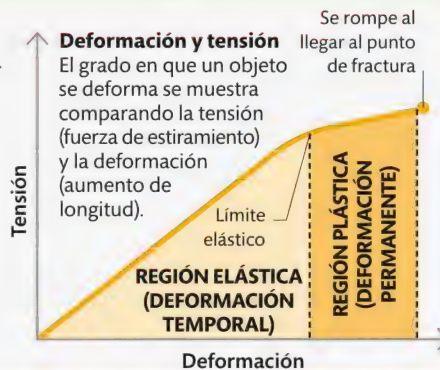 Se rompe al
llegar al punto
de fractura
Deformación y tensión
El grado en que un objeto
se deforma se muestra
comparando la tensión
(fuerza de estiramiento)
y la deformación
(aumento de
longitud).
Límite
elástico
Tensión
REGIÓN ELÁSTICA
(DEFORMACIÓN
TEMPORAL)
REGIÓN PLÁSTICA
(DEFORMACIÓN
PERMANENTE)
Deformación